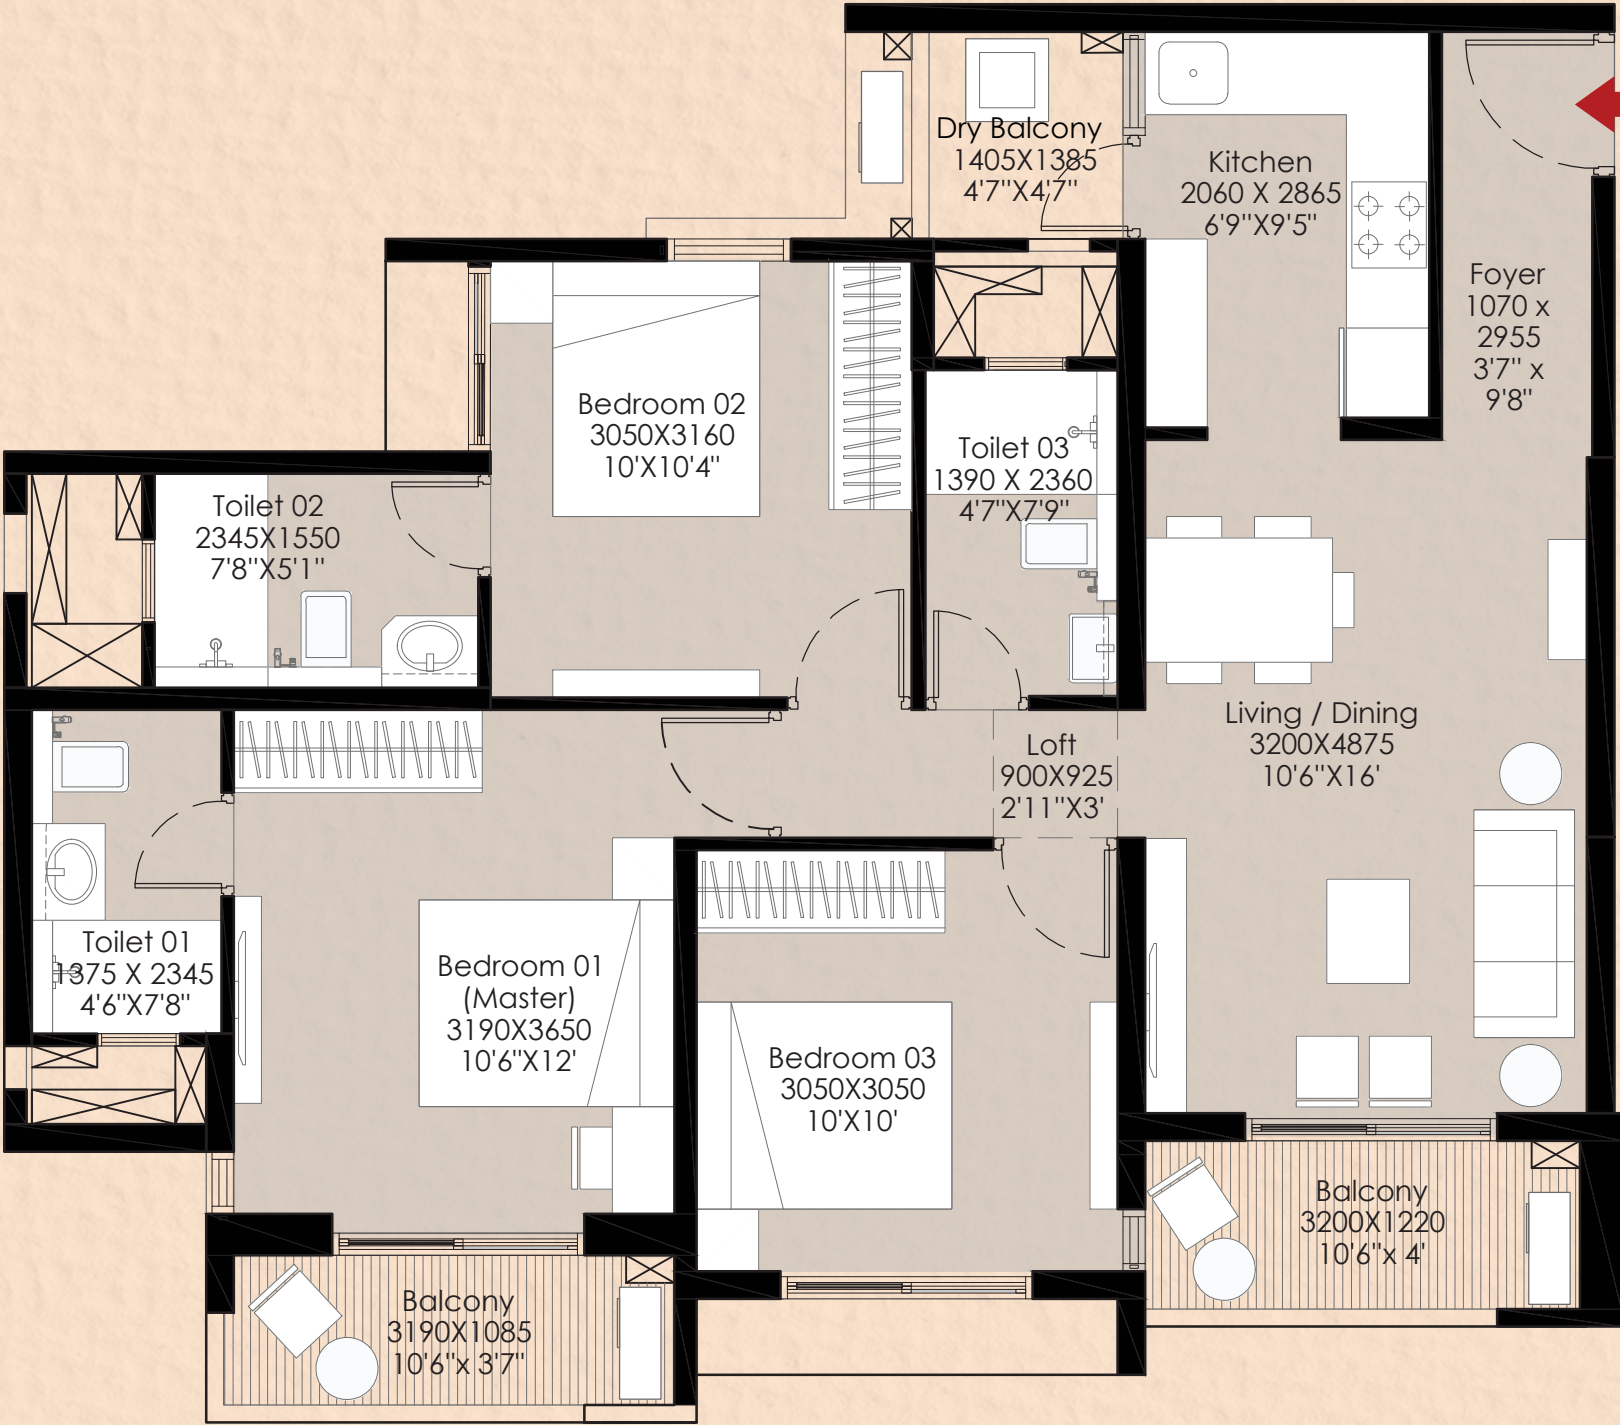 Dry Balcony
1405X1385
4'7"X4'7"
Kitchen
2060 X 2865
6'9"X9'5"
Foyer
1070 x
2955
3'7" x
9'8"
Bedroom 02
3050X3160
10'X10'4"
Toilet 03
1390 X 2360
4'7"X7'9"
Toilet 02
2345X1550
7'8"X5'1"
Living / Dining
3200X4875
10'6"X16'
Loft
900X925
2'11"X3'
Toilet 01
1375 X 2345
4'6"X7'8"
Bedroom 01
(Master)
3190X3650
10'6"X12'
Bedroom 03
3050X3050
10'X10'
Balcony
3200X1220
10'6"x 4'
Balcony
3190X1085
10'6"x 3'7"